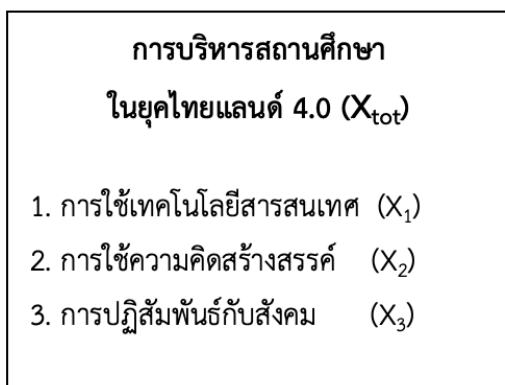 การบริหารสถานศึกษา
ในยุคไทยแลนด์ 4.0 (Xtot)
1. การใช้เทคโนโลยีสารสนเทศ (X1)
2. การใช้ความคิดสร้างสรรค์ (X2)
3. การปฏิสัมพันธ์กับสังคม (X3)